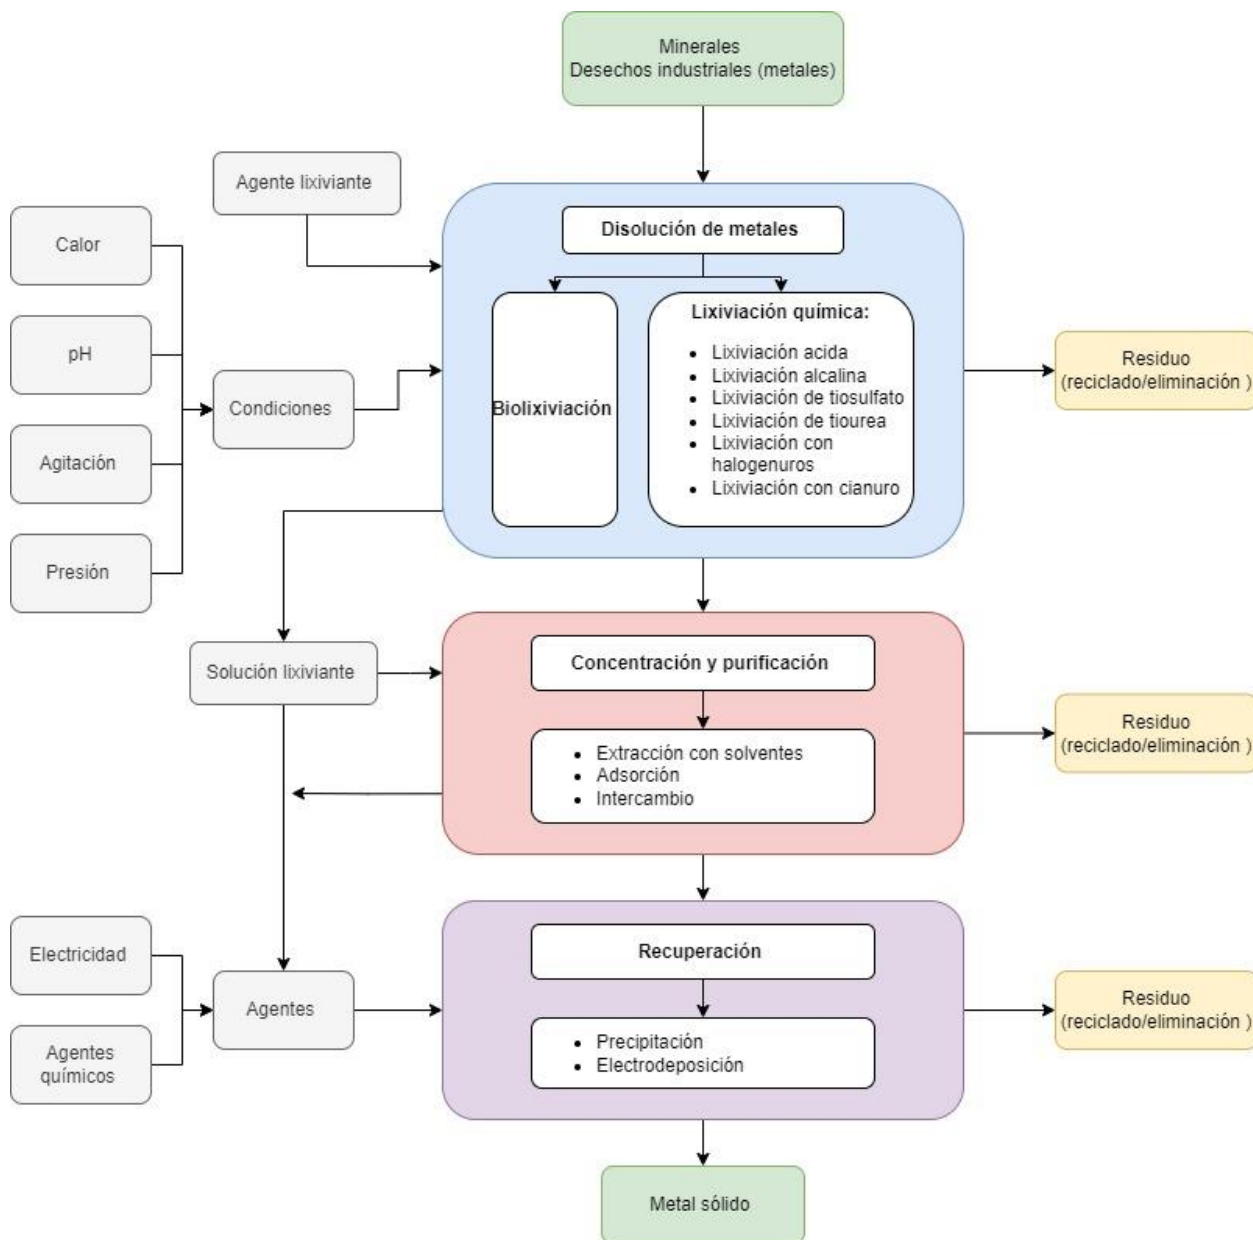 Minerales
Desechos industriales (metales)
Agente lixiviante
Calor
pH
Agitación
Presión
Condiciones
Disolución de metales
Biolixiviación
Lixiviación química:
• Lixiviación acida
• Lixiviación alcalina
• Lixiviación de tiosulfato
• Lixiviación de tiourea
• Lixiviación con
halogenuros
• Lixiviación con cianuro
Residuo
(reciclado/eliminación )
Solución lixiviante
Concentración y purificación
• Extracción con solventes
• Adsorción
• Intercambio
Residuo
(reciclado/eliminación )
Electricidad
Agentes
químicos
Agentes
Recuperación
• Precipitación
• Electrodeposición
Residuo
(reciclado/eliminación )
Metal sólido